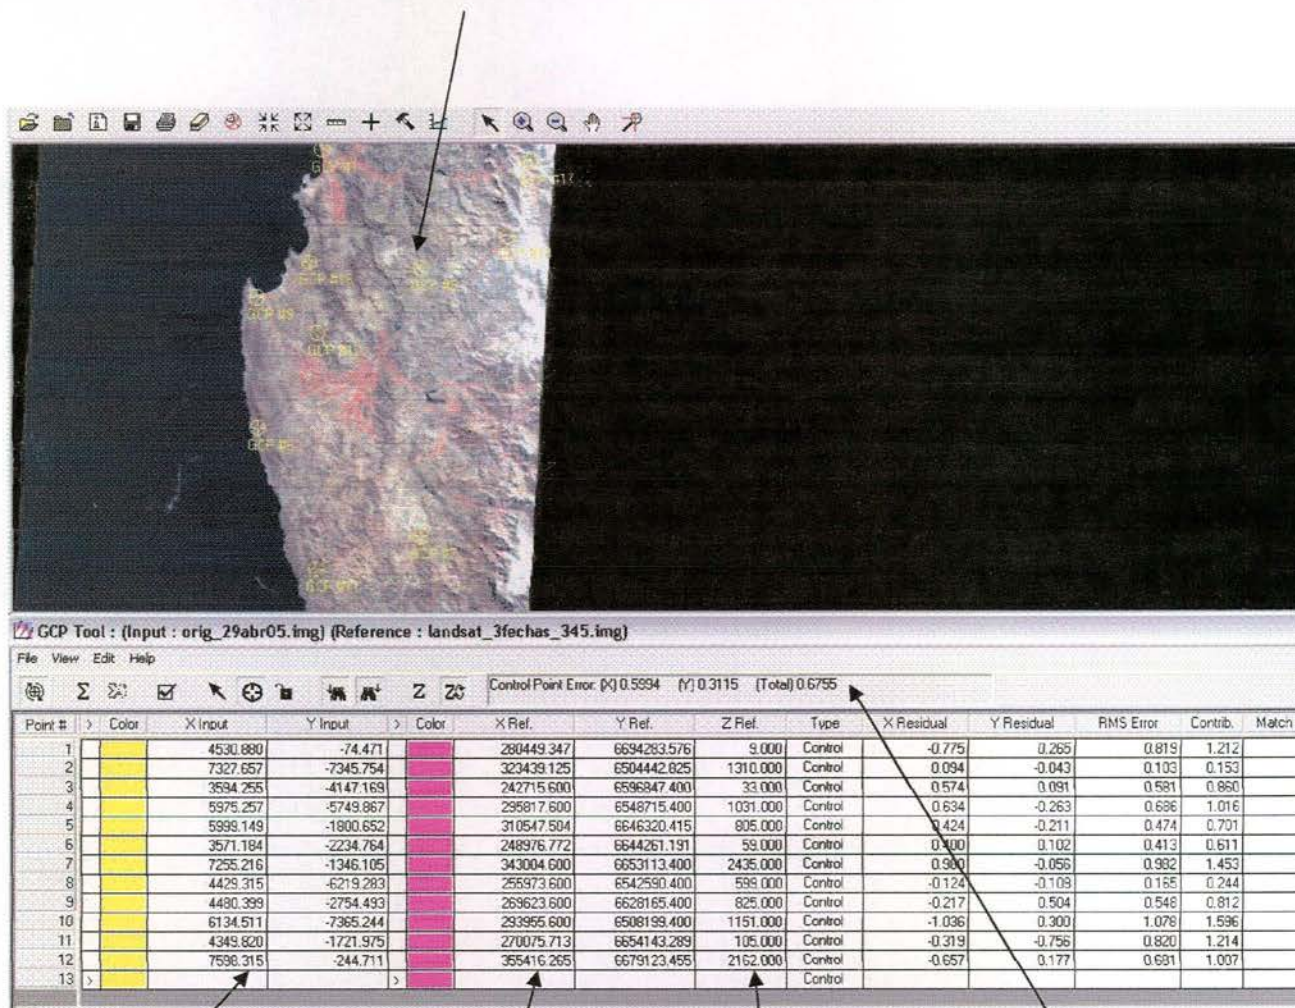 GCP Tool : (Input : orig_29abr05.img) (Reference : landsat_3fechas_345.img)
File View Edit Help
Σ Z Control Point Error: (X) 0.5994 (Y) 0.3115 (Total) 0.6755
Point # > Color X Input Y Input > Color X Ref. Y Ref. Z Ref. Type X Residual Y Residual RMS Error Contrib. Match
1 4530.880 -74.471 280449.347 6694283.576 9.000 Control -0.775 0.265 0.819 1.212
2 7327.657 -7345.754 323439.125 6504442.825 1310.000 Control 0.094 -0.043 0.103 0.153
3 3594.255 -4147.169 242715.600 6596847.400 33.000 Control 0.574 0.091 0.581 0.860
4 5975.257 -5749.867 295817.600 6548715.400 1031.000 Control 0.634 -0.263 0.686 1.016
5 5999.149 -1800.652 310547.504 6646320.415 805.000 Control 0.424 -0.211 0.474 0.701
6 3571.184 -2234.764 248976.772 6644261.191 59.000 Control 0.400 0.102 0.413 0.611
7 7255.216 -1346.105 343004.600 6653113.400 2435.000 Control 0.980 -0.056 0.982 1.453
8 4429.315 -6219.283 255973.600 6542590.400 599.000 Control -0.124 -0.109 0.165 0.244
9 4480.399 -2754.493 269623.600 6628165.400 825.000 Control -0.217 0.504 0.548 0.812
10 6134.511 -7365.244 293955.600 6508199.400 1151.000 Control -1.036 0.300 1.078 1.596
11 4349.820 -1721.975 270075.713 6654143.289 105.000 Control -0.319 -0.756 0.820 1.214
12 7598.315 -244.711 355416.265 6679123.455 2162.000 Control -0.657 0.177 0.681 1.007
13 > > Control